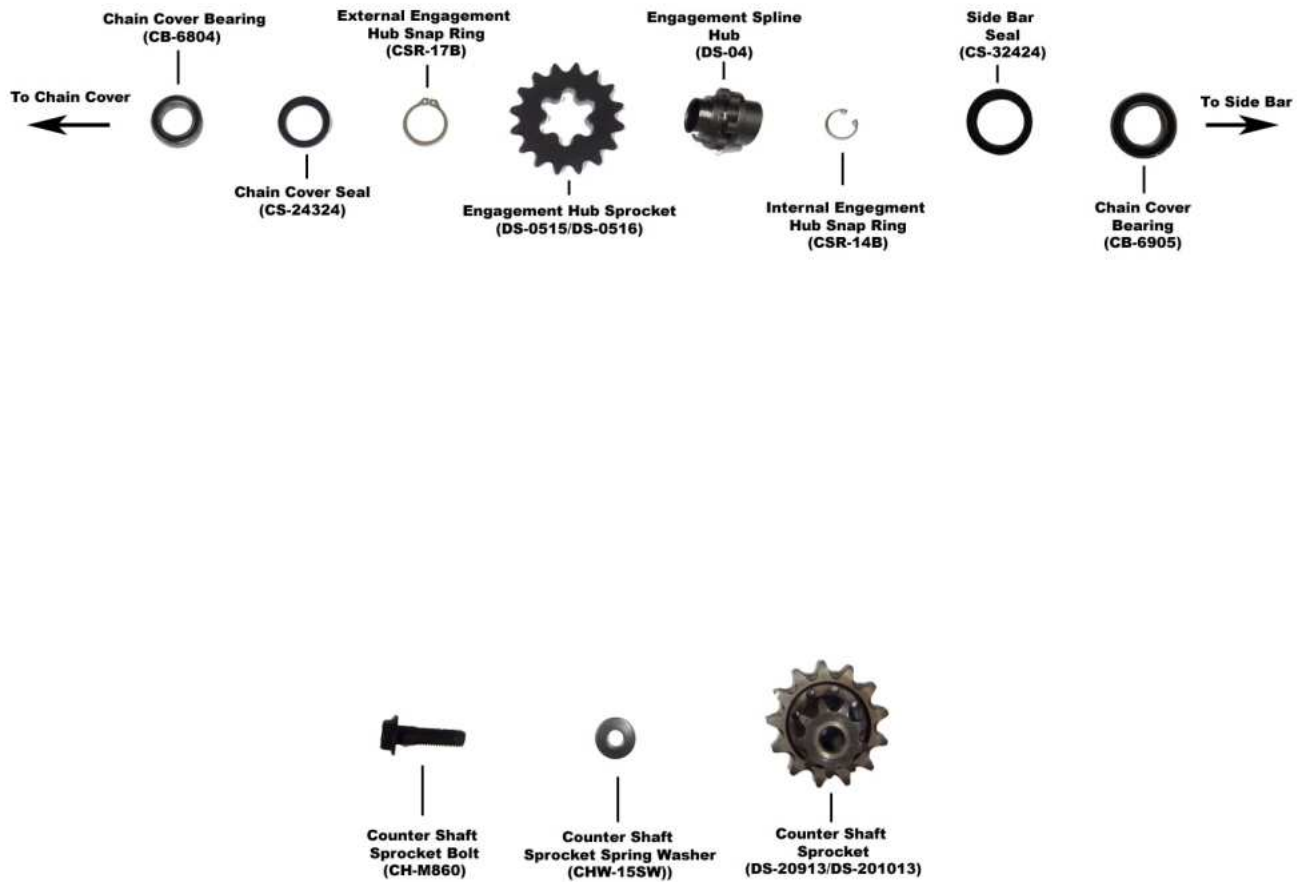 Chain Cover Bearing
(CB-6804)
External Engagement
Hub Snap Ring
(CSR-17B)
Engagement Spline
Hub
(DS-04)
Side Bar
Seal
(CS-32424)
To Chain Cover
To Side Bar
Chain Cover Seal
(CS-24324)
Engagement Hub Sprocket
(DS-0515/DS-0516)
Internal Engegment
Hub Snap Ring
(CSR-14B)
Chain Cover
Bearing
(CB-6905)
Counter Shaft
Sprocket Bolt
(CH-M860)
Counter Shaft
Sprocket Spring Washer
(CHW-15SW))
Counter Shaft
Sprocket
(DS-20913/DS-201013)